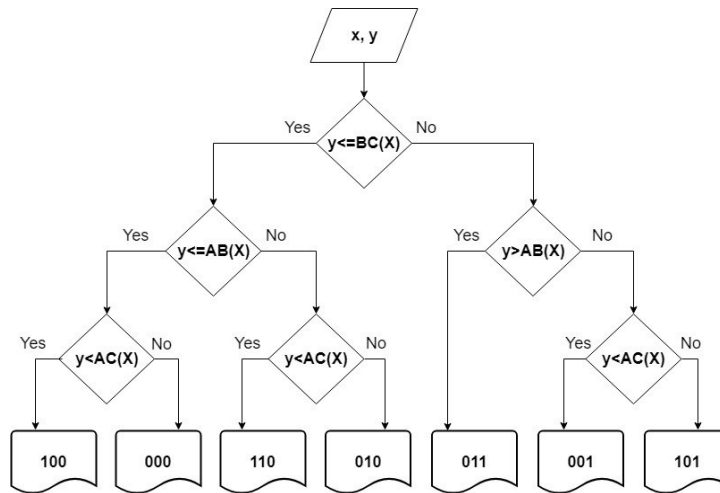 x, y
Yes No
y<=BC(X)
Yes No Yes No
y<=AB(X) y>AB(X)
Yes No Yes No Yes No
y<AC(X) y<AC(X) y<AC(X)
100 000 110 010 011 001 101